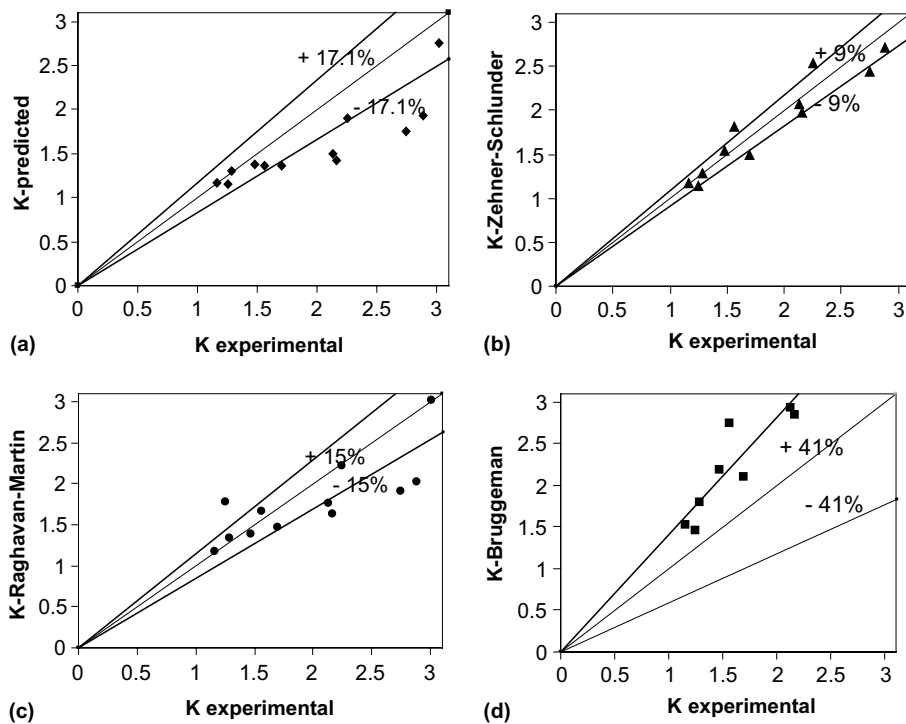 3
2.5
2
1.5
1
0.5
0
K-predicted
+ 17.1%
- 17.1%
0 0.5 1 1.5 2 2.5 3
K experimental
(a)
3
2.5
2
1.5
1
0.5
0
K-Zehner-Schlunder
+ 9%
- 9%
0 0.5 1 1.5 2 2.5 3
K experimental
(b)
3
2.5
2
1.5
1
0.5
0
K-Raghavan-Martin
+ 15%
- 15%
0 0.5 1 1.5 2 2.5 3
K experimental
(c)
3
2.5
2
1.5
1
0.5
0
K-Bruggeman
+ 41%
- 41%
0 0.5 1 1.5 2 2.5 3
K experimental
(d)